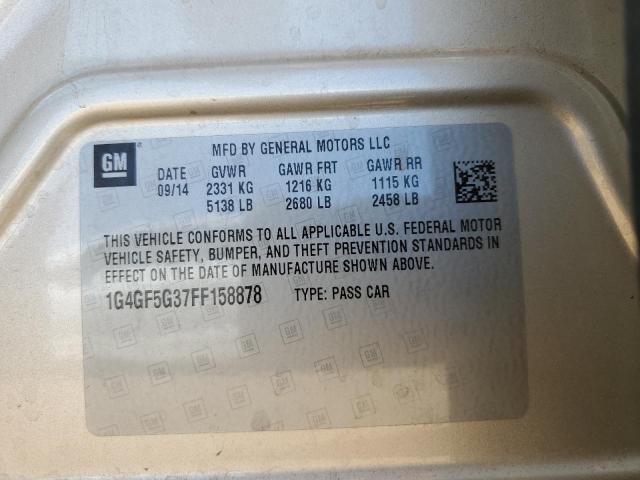 GM
MFD BY GENERAL MOTORS LLC
DATE GVWR GAWR FRT GAWR RR
09/14 2331 KG 1216 KG 1115 KG
5138 LB 2680 LB 2458 LB
THIS VEHICLE CONFORMS TO ALL APPLICABLE U.S. FEDERAL MOTOR
VEHICLE SAFETY, BUMPER, AND THEFT PREVENTION STANDARDS IN
EFFECT ON THE DATE OF MANUFACTURE SHOWN ABOVE.
1G4GF5G37FF158878 TYPE: PASS CAR